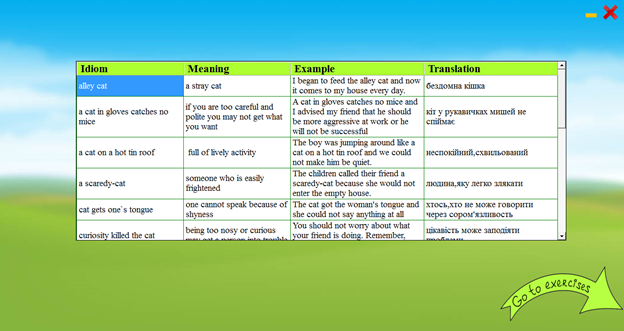 Idiom
Meaning
Example
Translation
alley cat
a stray cat
I began to feed the alley cat and now
it comes to my house every day.
бездомна кішка
a cat in gloves catches no
mice
if you are too careful and
polite you may not get what
you want
A cat in gloves catches no mice and
I advised my friend that he should
be more aggressive at work or he
will not be successful
кіт у рукавичках мишей не
спіймає
a cat on a hot tin roof
full of lively activity
The boy was jumping around like a
cat on a hot tin roof and we could
not make him be quiet.
неспокійний,схвильований
a scaredy-cat
someone who is easily
frightened
The children called their friend a
scaredy-cat because she would not
enter the empty house.
людина,яку легко злякати
cat gets one`s tongue
one cannot speak because of
shyness
The cat got the woman's tongue and
she could not say anything at all
хтось,хто не може говорити
через сором'язливость
curiosity killed the cat
being too nosy or curious
may get a person into trouble
You should not worry about what
your friend is doing. Remember,
цікавість може заподіяти
проблеми
Go to exercises